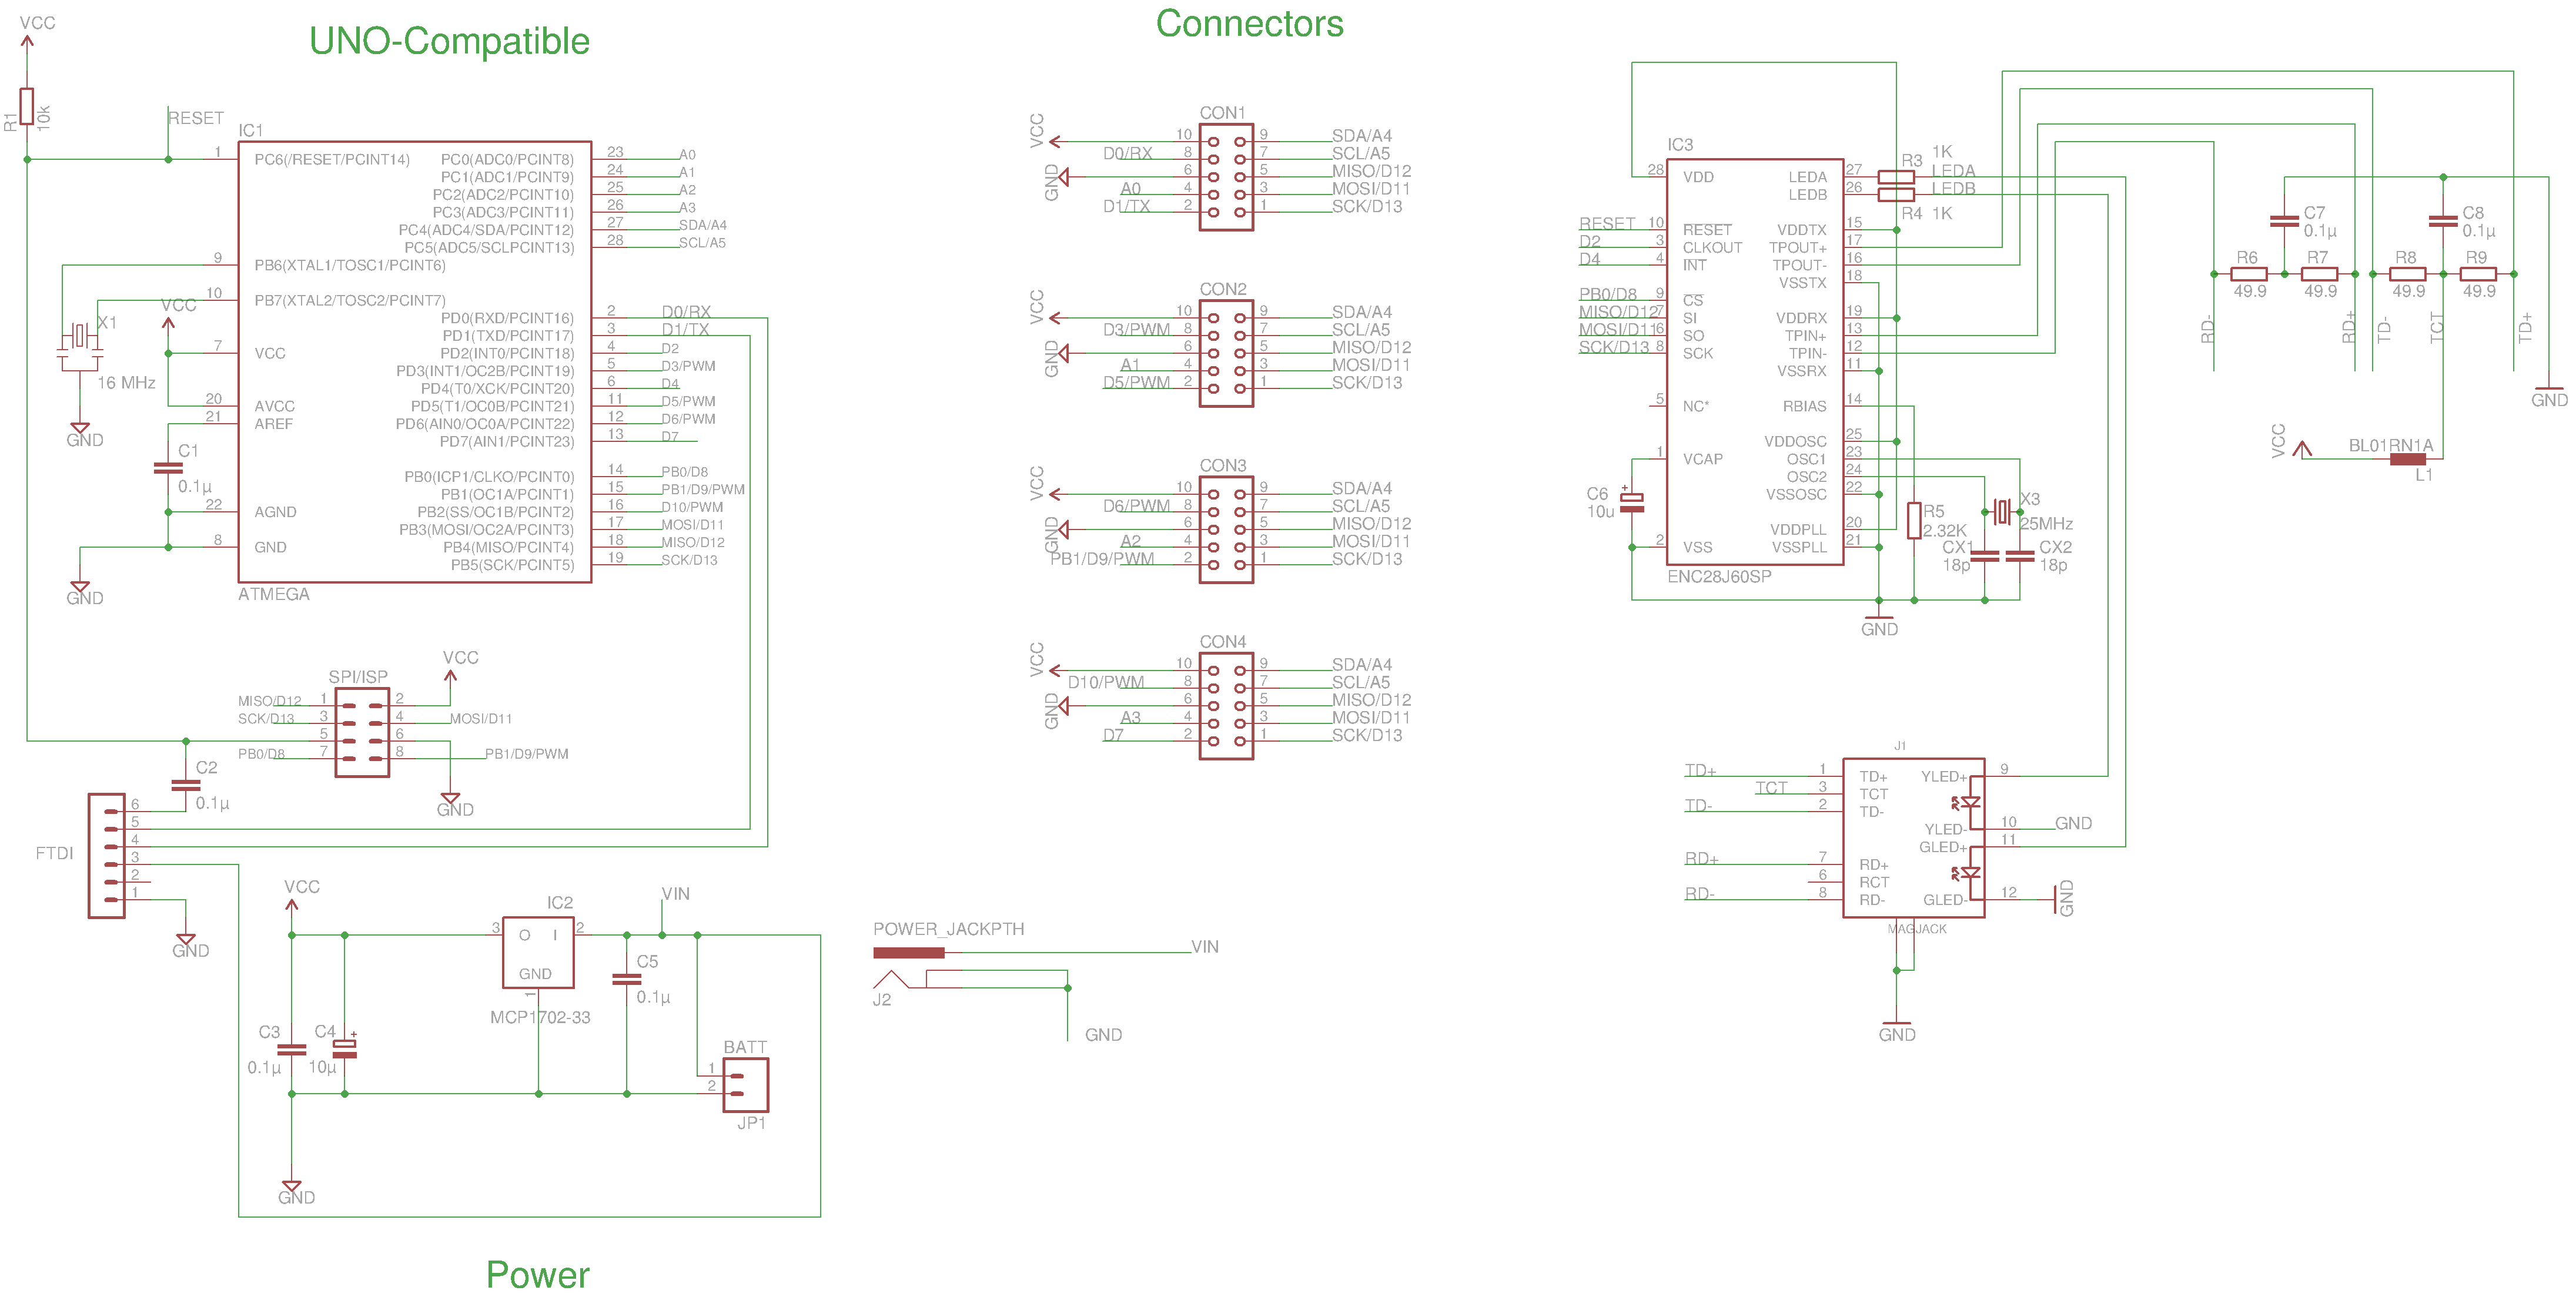 UNO-Compatible
VCC
R1
10k
RESET
IC1
1 PC6(/RESET/PCINT14)
9 PB6(XTAL1/TOSC1/PCINT6)
10 PB7(XTAL2/TOSC2/PCINT7)
VCC
X1
16 MHz
GND
7 VCC
20 AVCC
21 AREF
C1
0.1µ
22 AGND
8 GND
GND
ATMEGA
PC0(ADC0/PCINT8) 23 A0
PC1(ADC1/PCINT9) 24 A1
PC2(ADC2/PCINT10) 25 A2
PC3(ADC3/PCINT11) 26 A3
PC4(ADC4/SDA/PCINT12) 27 SDA/A4
PC5(ADC5/SCLPCINT13) 28 SCL/A5
PD0(RXD/PCINT16) 2 D0/RX
PD1(TXD/PCINT17) 3 D1/TX
PD2(INT0/PCINT18) 4 D2
PD3(INT1/OC2B/PCINT19) 5 D3/PWM
PD4(T0/XCK/PCINT20) 6 D4
PD5(T1/OC0B/PCINT21) 11 D5/PWM
PD6(AIN0/OC0A/PCINT22) 12 D6/PWM
PD7(AIN1/PCINT23) 13 D7
PB0(ICP1/CLKO/PCINT0) 14 PB0/D8
PB1(OC1A/PCINT1) 15 PB1/D9/PWM
PB2(SS/OC1B/PCINT2) 16 D10/PWM
PB3(MOSI/OC2A/PCINT3) 17 MOSI/D11
PB4(MISO/PCINT4) 18 MISO/D12
PB5(SCK/PCINT5) 19 SCK/D13
SPI/ISP
VCC
MISO/D12 1 2
SCK/D13 3 4 MOSI/D11
5 6
PB0/D8 7 8 PB1/D9/PWM
GND
C2
0.1µ
FTDI
6
5
4
3
2
1
GND
VCC
IC2
VIN
3 O I 2
GND
1
MCP1702-33
C5
0.1µ
C3
0.1µ
C4
+
10µ
BATT
1
2
JP1
GND
Power
POWER_JACKPTH
VIN
J2
GND
Connectors
CON1
VCC 10 9 SDA/A4
D0/RX 8 7 SCL/A5
GND 6 5 MISO/D12
A0 4 3 MOSI/D11
D1/TX 2 1 SCK/D13
CON2
VCC 10 9 SDA/A4
D3/PWM 8 7 SCL/A5
GND 6 5 MISO/D12
A1 4 3 MOSI/D11
D5/PWM 2 1 SCK/D13
CON3
VCC 10 9 SDA/A4
D6/PWM 8 7 SCL/A5
GND 6 5 MISO/D12
A2 4 3 MOSI/D11
PB1/D9/PWM 2 1 SCK/D13
CON4
VCC 10 9 SDA/A4
D10/PWM 8 7 SCL/A5
GND 6 5 MISO/D12
A3 4 3 MOSI/D11
D7 2 1 SCK/D13
IC3
28 VDD
RESET 10 RESET
D2 3 CLKOUT
D4 4 INT
PB0/D8 9 CS
MISO/D12 7 SI
MOSI/D11 6 SO
SCK/D13 8 SCK
5 NC*
1 VCAP
C6
+
10u
2 VSS
ENC28J60SP
LEDA 27 R3 1K LEDA
LEDB 26 LEDB
R4 1K
VDDTX 15
TPOUT+ 17
TPOUT- 16
VSSTX 18
VDDRX 19
TPIN+ 13
TPIN- 12
VSSRX 11
RBIAS 14
VDDOSC 25
OSC1 23
OSC2 24
VSSOSC 22
VDDPLL 20
VSSPLL 21
R5
2.32K
X3
25MHz
CX1
18p
CX2
18p
GND
C7
0.1µ
C8
0.1µ
R6
49.9
R7
49.9
R8
49.9
R9
49.9
RD-
RD+
TD-
TCT
TD+
GND
VCC
BL01RN1A
L1
J1
TD+ 1 TD+
TCT 3 TCT
TD- 2 TD-
RD+ 7 RD+
6 RCT
RD- 8 RD-
YLED+ 9
YLED- 10 GND
GLED+ 11
GLED- 12 GND
MAGJACK
GND